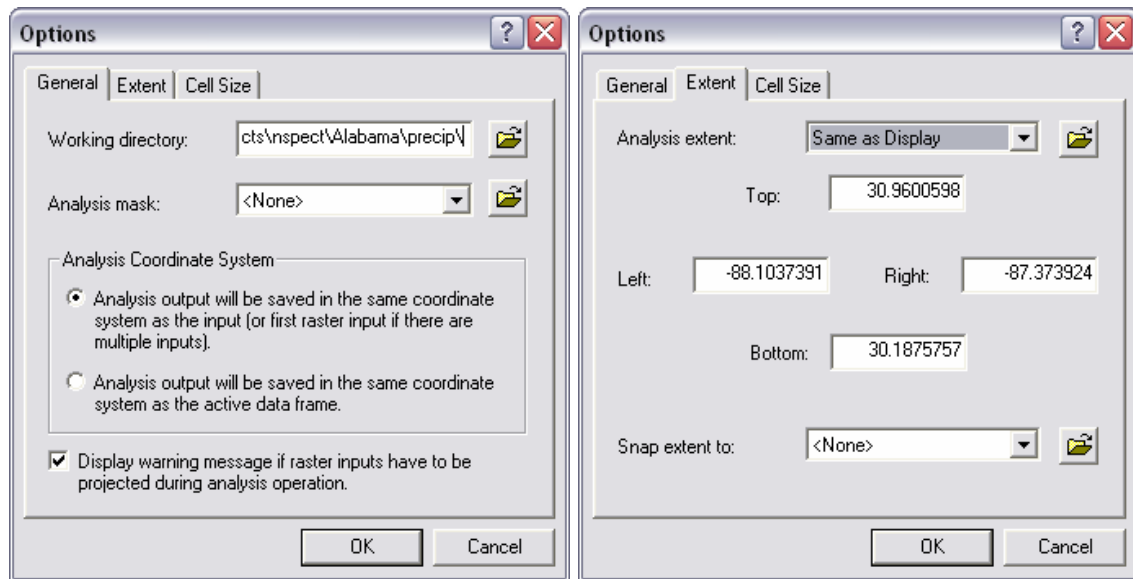 Options
General Extent Cell Size
Working directory: cts\nspect\Alabama\precip\
Analysis mask: <None>
Analysis Coordinate System
Analysis output will be saved in the same coordinate
system as the input (or first raster input if there are
multiple inputs).
Analysis output will be saved in the same coordinate
system as the active data frame.
Display warning message if raster inputs have to be
projected during analysis operation.
OK Cancel
Options
General Extent Cell Size
Analysis extent: Same as Display
Top: 30.9600598
Left: -88.1037391 Right: -87.373924
Bottom: 30.1875757
Snap extent to: <None>
OK Cancel